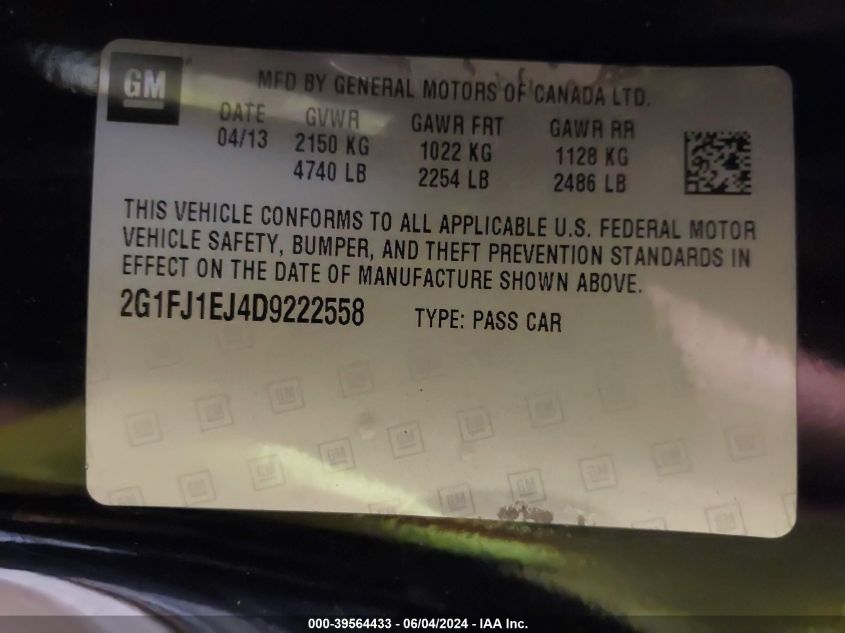 GM
MFD BY GENERAL MOTORS OF CANADA LTD.
DATE GVWR GAWR FRT GAWR RR
04/13 2150 KG 1022 KG 1128 KG
4740 LB 2254 LB 2486 LB
THIS VEHICLE CONFORMS TO ALL APPLICABLE U.S. FEDERAL MOTOR
VEHICLE SAFETY, BUMPER, AND THEFT PREVENTION STANDARDS IN
EFFECT ON THE DATE OF MANUFACTURE SHOWN ABOVE.
2G1FJ1EJ4D9222558 TYPE: PASS CAR
000-39564433 - 06/04/2024 - IAA Inc.